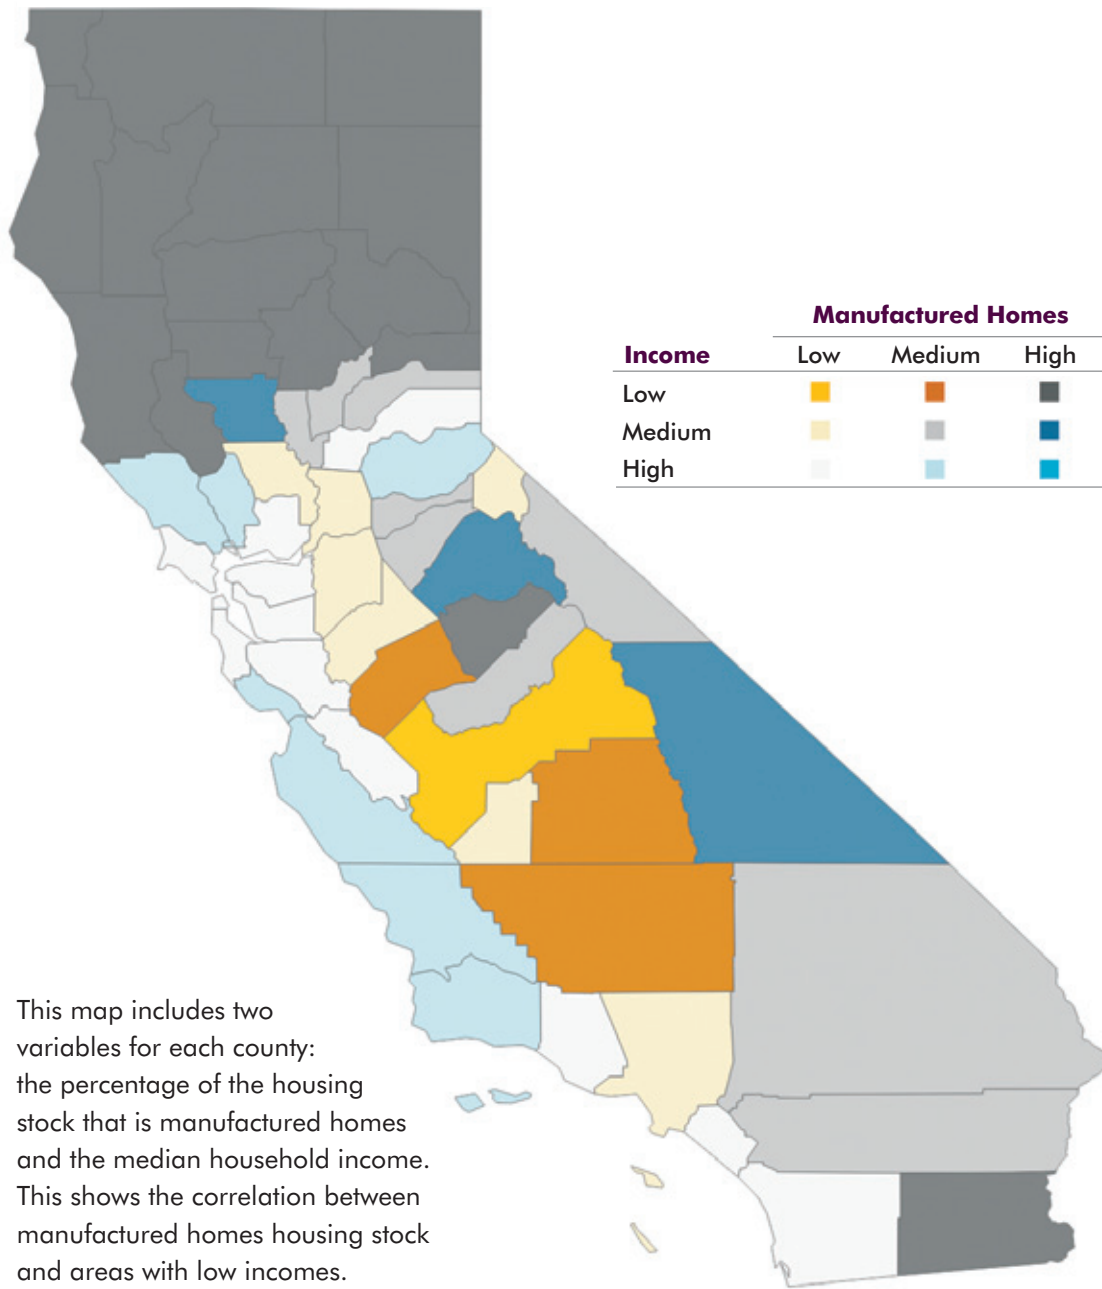 Manufactured Homes
Income Low Medium High
Low
Medium
High
This map includes two
variables for each county:
the percentage of the housing
stock that is manufactured homes
and the median household income.
This shows the correlation between
manufactured homes housing stock
and areas with low incomes.